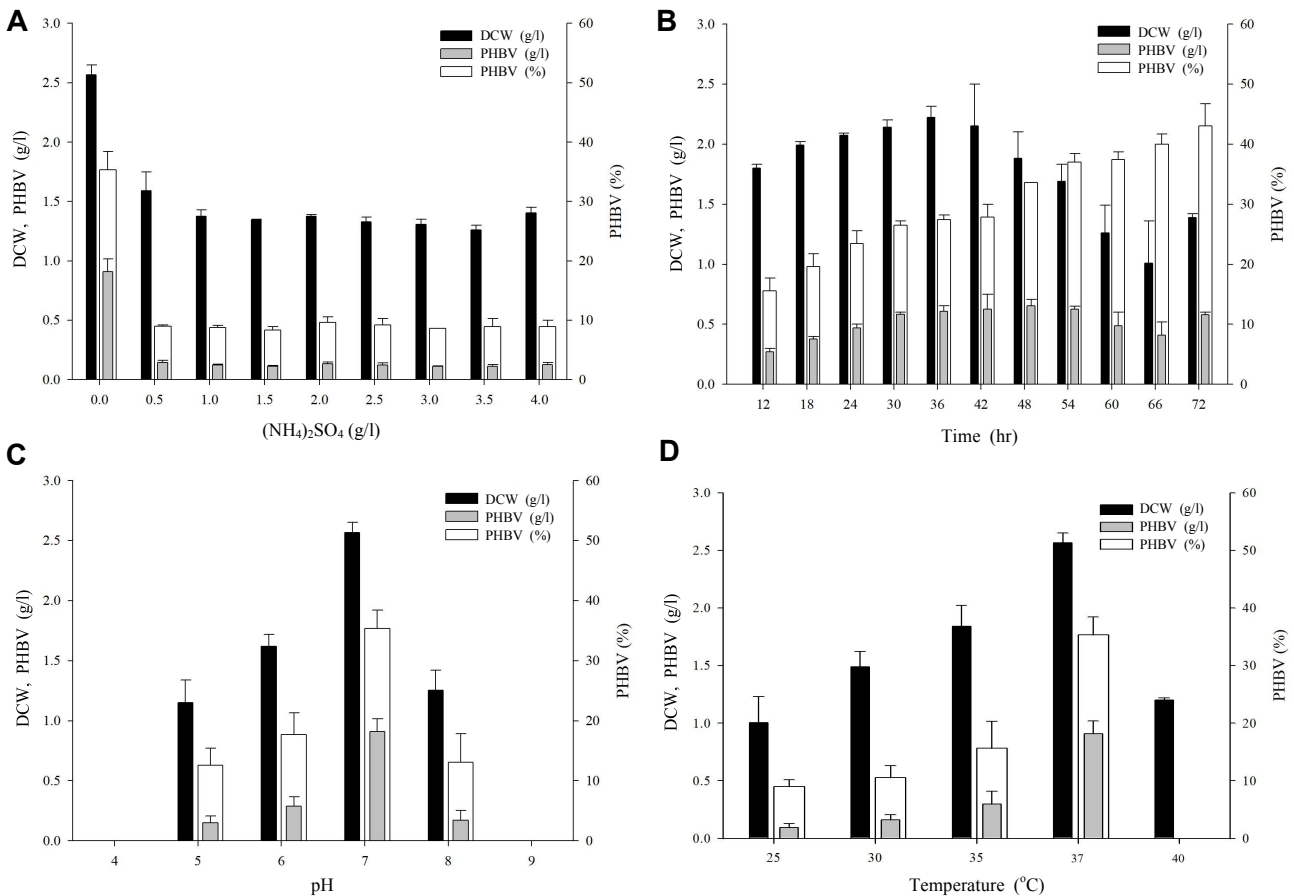 A
3.0
2.5
2.0
1.5
1.0
0.5
0.0
DCW, PHBV (g/l)
60
50
40
30
20
10
0
PHBV (%)
DCW (g/l)
PHBV (g/l)
PHBV (%)
0.0 0.5 1.0 1.5 2.0 2.5 3.0 3.5 4.0
(NH4)2SO4 (g/l)
B
3.0
2.5
2.0
1.5
1.0
0.5
0.0
DCW, PHBV (g/l)
60
50
40
30
20
10
0
PHBV (%)
DCW (g/l)
PHBV (g/l)
PHBV (%)
12 18 24 30 36 42 48 54 60 66 72
Time (hr)
C
3.0
2.5
2.0
1.5
1.0
0.5
0.0
DCW, PHBV (g/l)
60
50
40
30
20
10
0
PHBV (%)
DCW (g/l)
PHBV (g/l)
PHBV (%)
4 5 6 7 8 9
pH
D
3.0
2.5
2.0
1.5
1.0
0.5
0.0
DCW, PHBV (g/l)
60
50
40
30
20
10
0
PHBV (%)
DCW (g/l)
PHBV (g/l)
PHBV (%)
25 30 35 37 40
Temperature (°C)